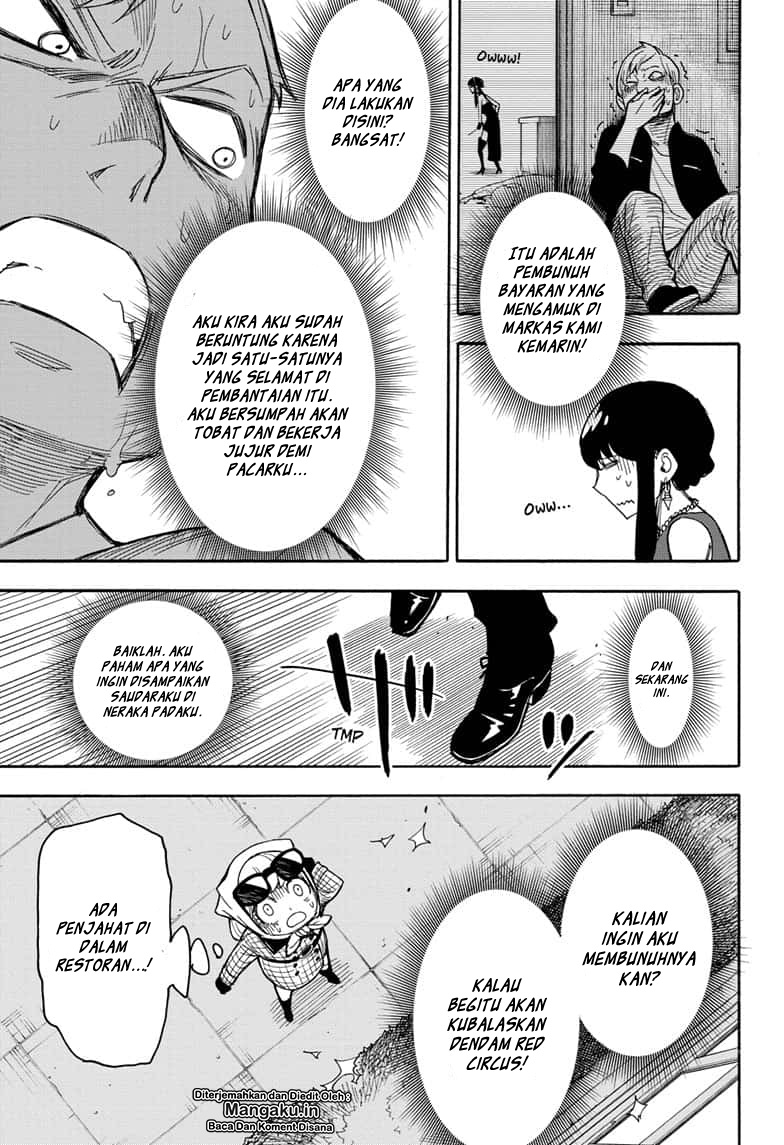 OWWW!
ITU ADALAH
PEMBUNUH
BAYARAN YANG
MENGAMUK DI
MARKAS KAMI
KEMARIN!
APA YANG
DIA LAKUKAN
DISINI?
BANGSAT!
OWW...
AKU KIRA AKU SUDAH
BERUNTUNG KARENA
JADI SATU-SATUNYA
YANG SELAMAT DI
PEMBANTAIAN ITU.
AKU BERSUMPAH AKAN
TOBAT DAN BEKERJA
JUJUR DEMI
PACARKU...
DAN
SEKARANG
INI.
TMP
BAIKLAH. AKU
PAHAM APA YANG
INGIN DISAMPAIKAN
SAUDARAKU DI
NERAKA PADAKU.
KALIAN
INGIN AKU
MEMBUNUHNYA
KAN?
KALAU
BEGITU AKAN
KUBALASKAN
DENDAM RED
CIRCUS!
ADA
PENJAHAT DI
DALAM
RESTORAN...!
Diterjemahkan dan Diedit Oleh :
Mangaku.in
Baca Dan Koment Disana